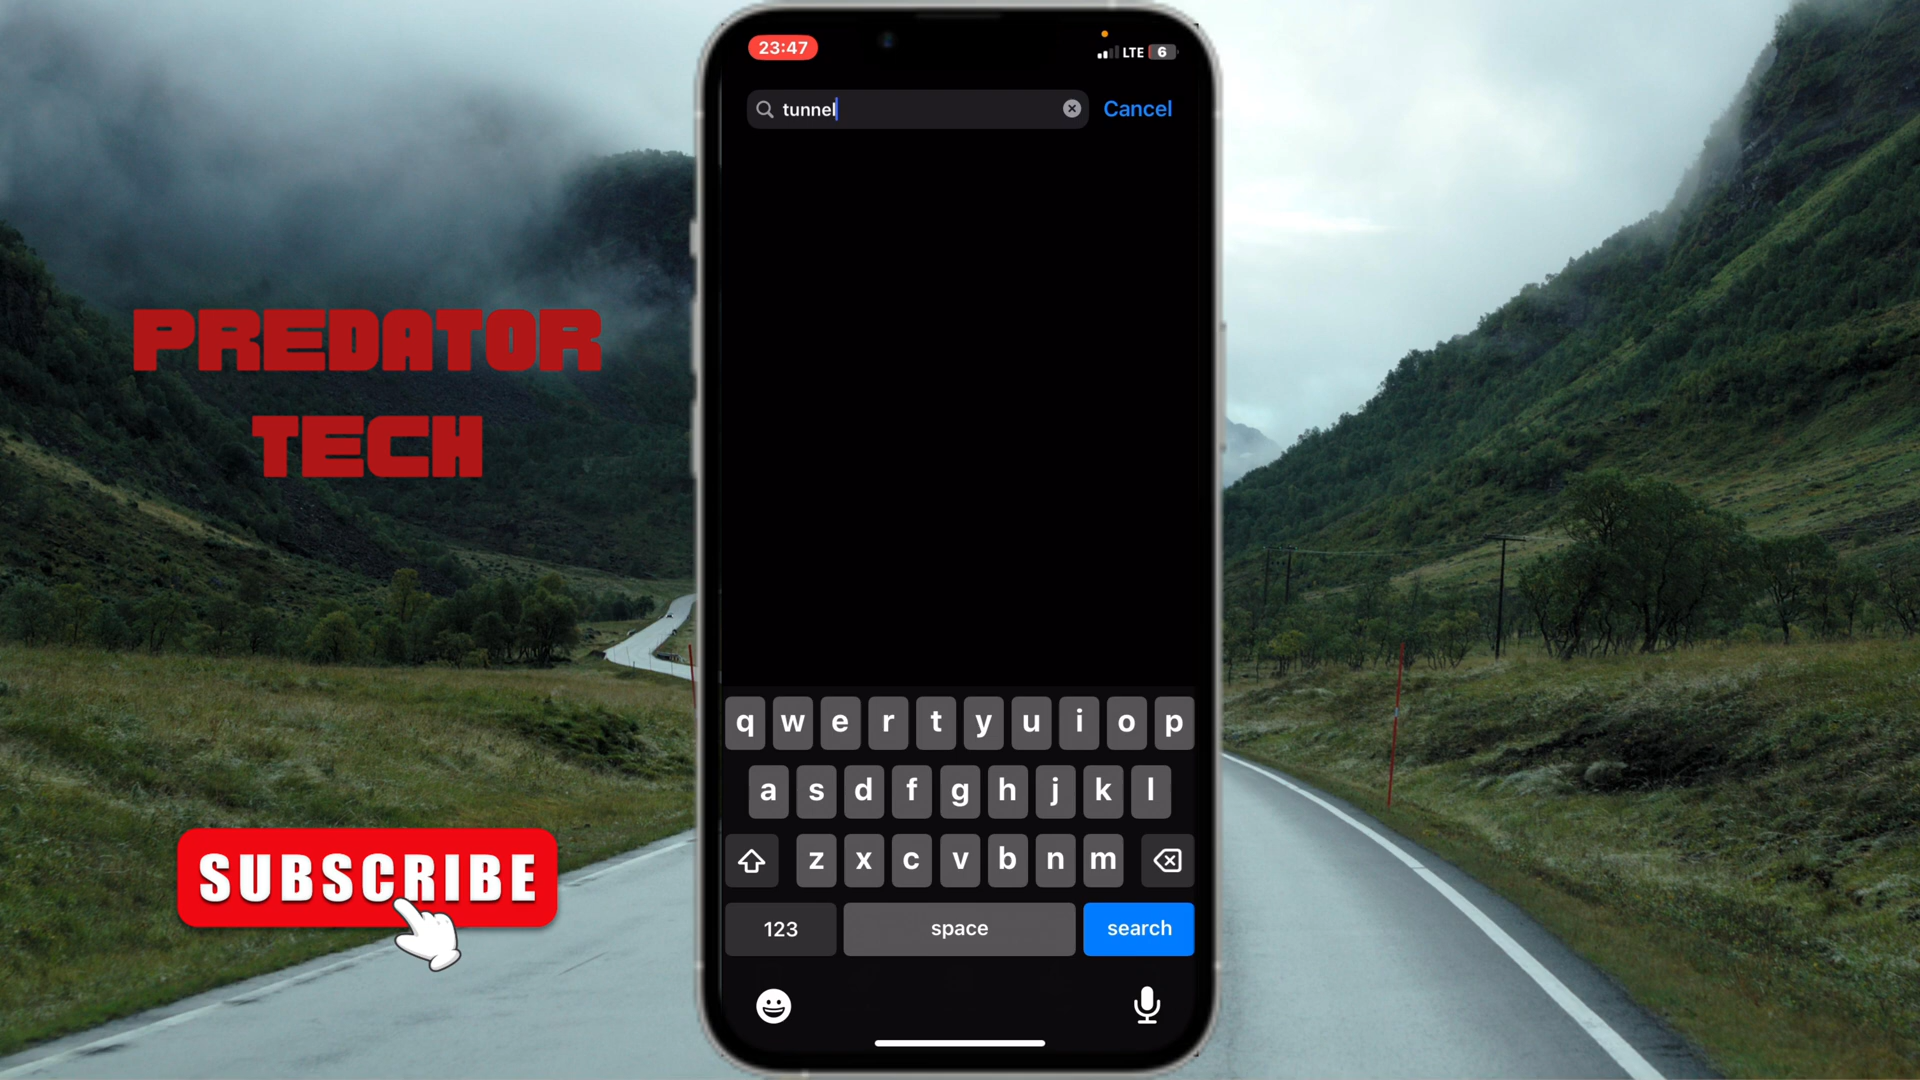 PREDATOR
TECH
SUBSCRIBE
23:47
LTE 6
tunnel
Cancel
q w e r t y u i o p
a s d f g h j k l
z x c v b n m
123 space search